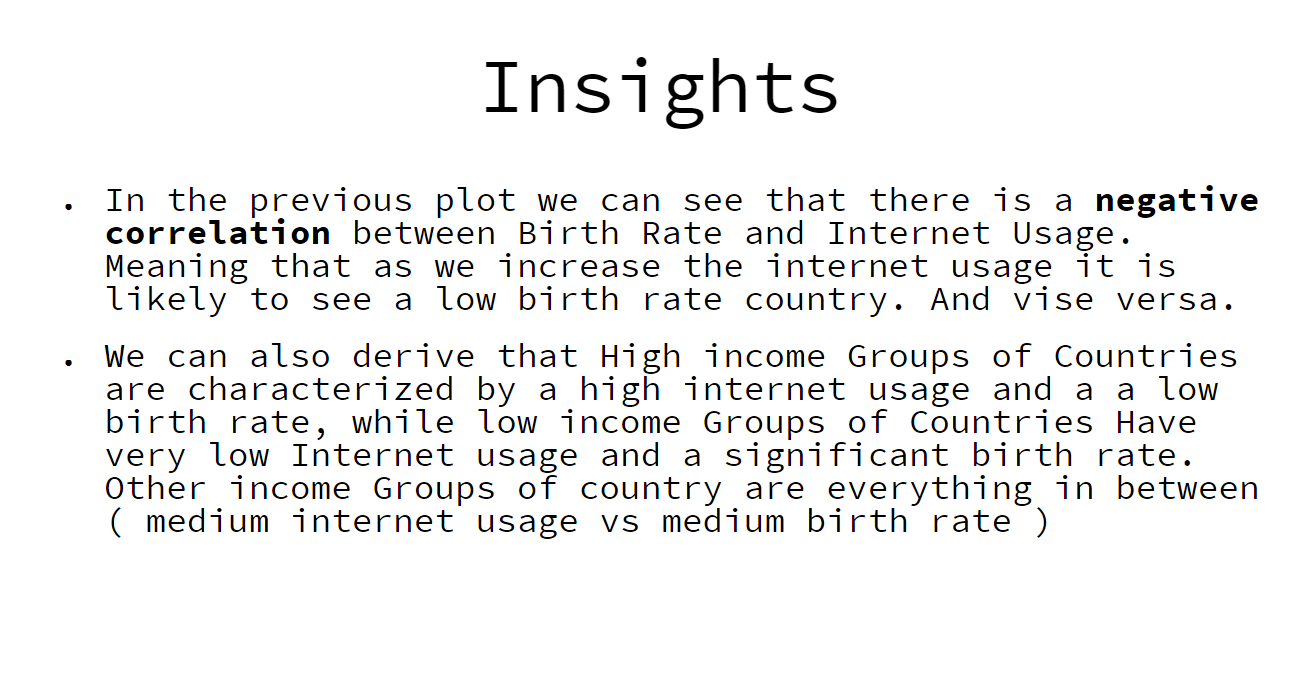 Insights
• In the previous plot we can see that there is a negative
correlation between Birth Rate and Internet Usage.
Meaning that as we increase the internet usage it is
likely to see a low birth rate country. And vise versa.
• We can also derive that High income Groups of Countries
are characterized by a high internet usage and a a low
birth rate, while low income Groups of Countries Have
very low Internet usage and a significant birth rate.
Other income Groups of country are everything in between
( medium internet usage vs medium birth rate )